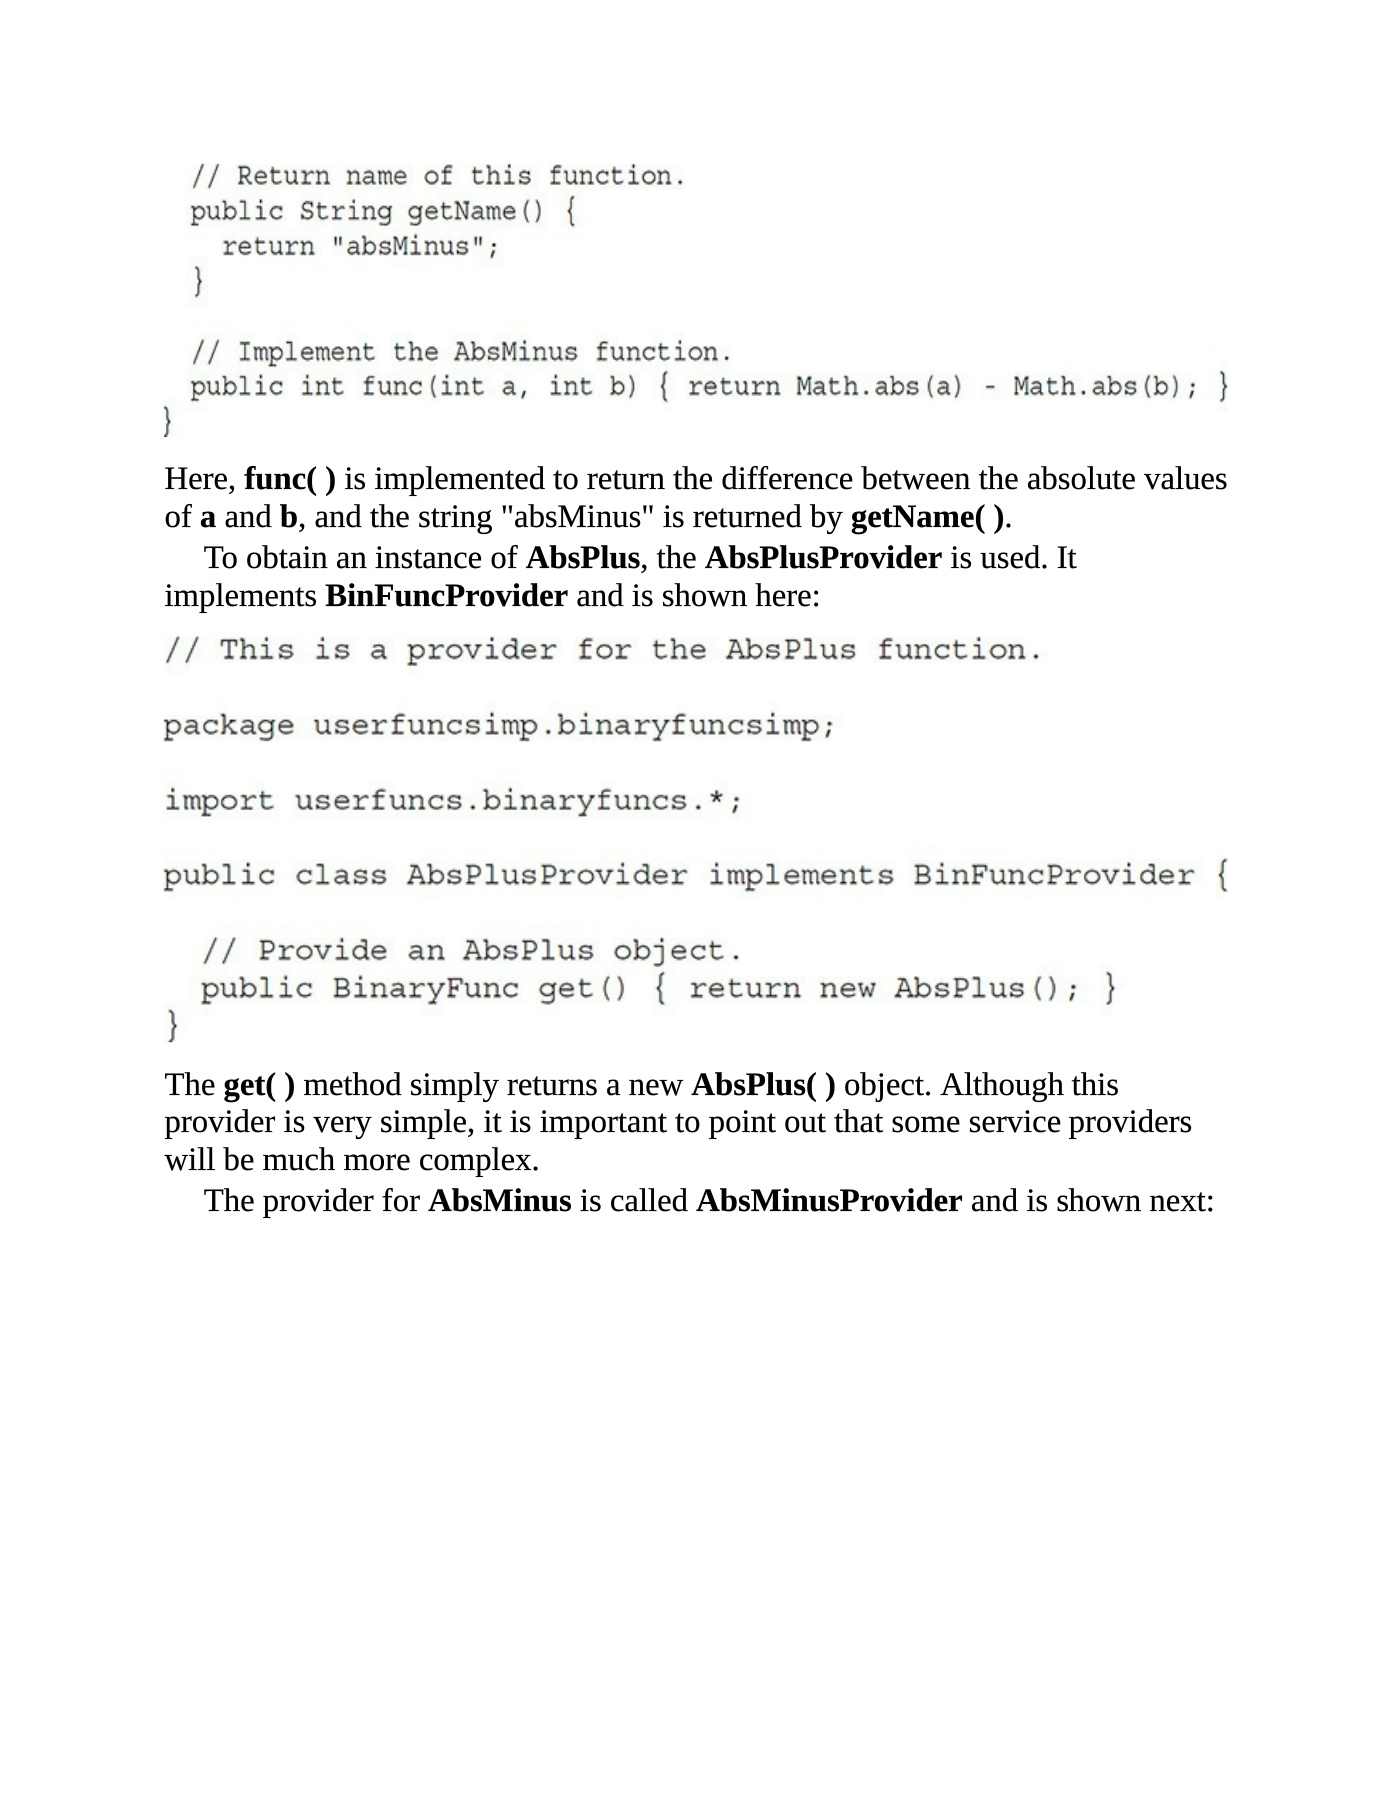 // Return name of this function.
public String getName() {
return "absMinus";
}
// Implement the AbsMinus function.
public int func(int a, int b) { return Math.abs(a) - Math.abs(b); }
}
Here, func( ) is implemented to return the difference between the absolute values
of a and b, and the string "absMinus" is returned by getName( ).
To obtain an instance of AbsPlus, the AbsPlusProvider is used. It
implements BinFuncProvider and is shown here:
// This is a provider for the AbsPlus function.
package userfuncsimp.binaryfuncsimp;
import userfuncs.binaryfuncs.*;
public class AbsPlusProvider implements BinFuncProvider {
// Provide an AbsPlus object.
public BinaryFunc get() { return new AbsPlus(); }
}
The get( ) method simply returns a new AbsPlus( ) object. Although this
provider is very simple, it is important to point out that some service providers
will be much more complex.
The provider for AbsMinus is called AbsMinusProvider and is shown next: